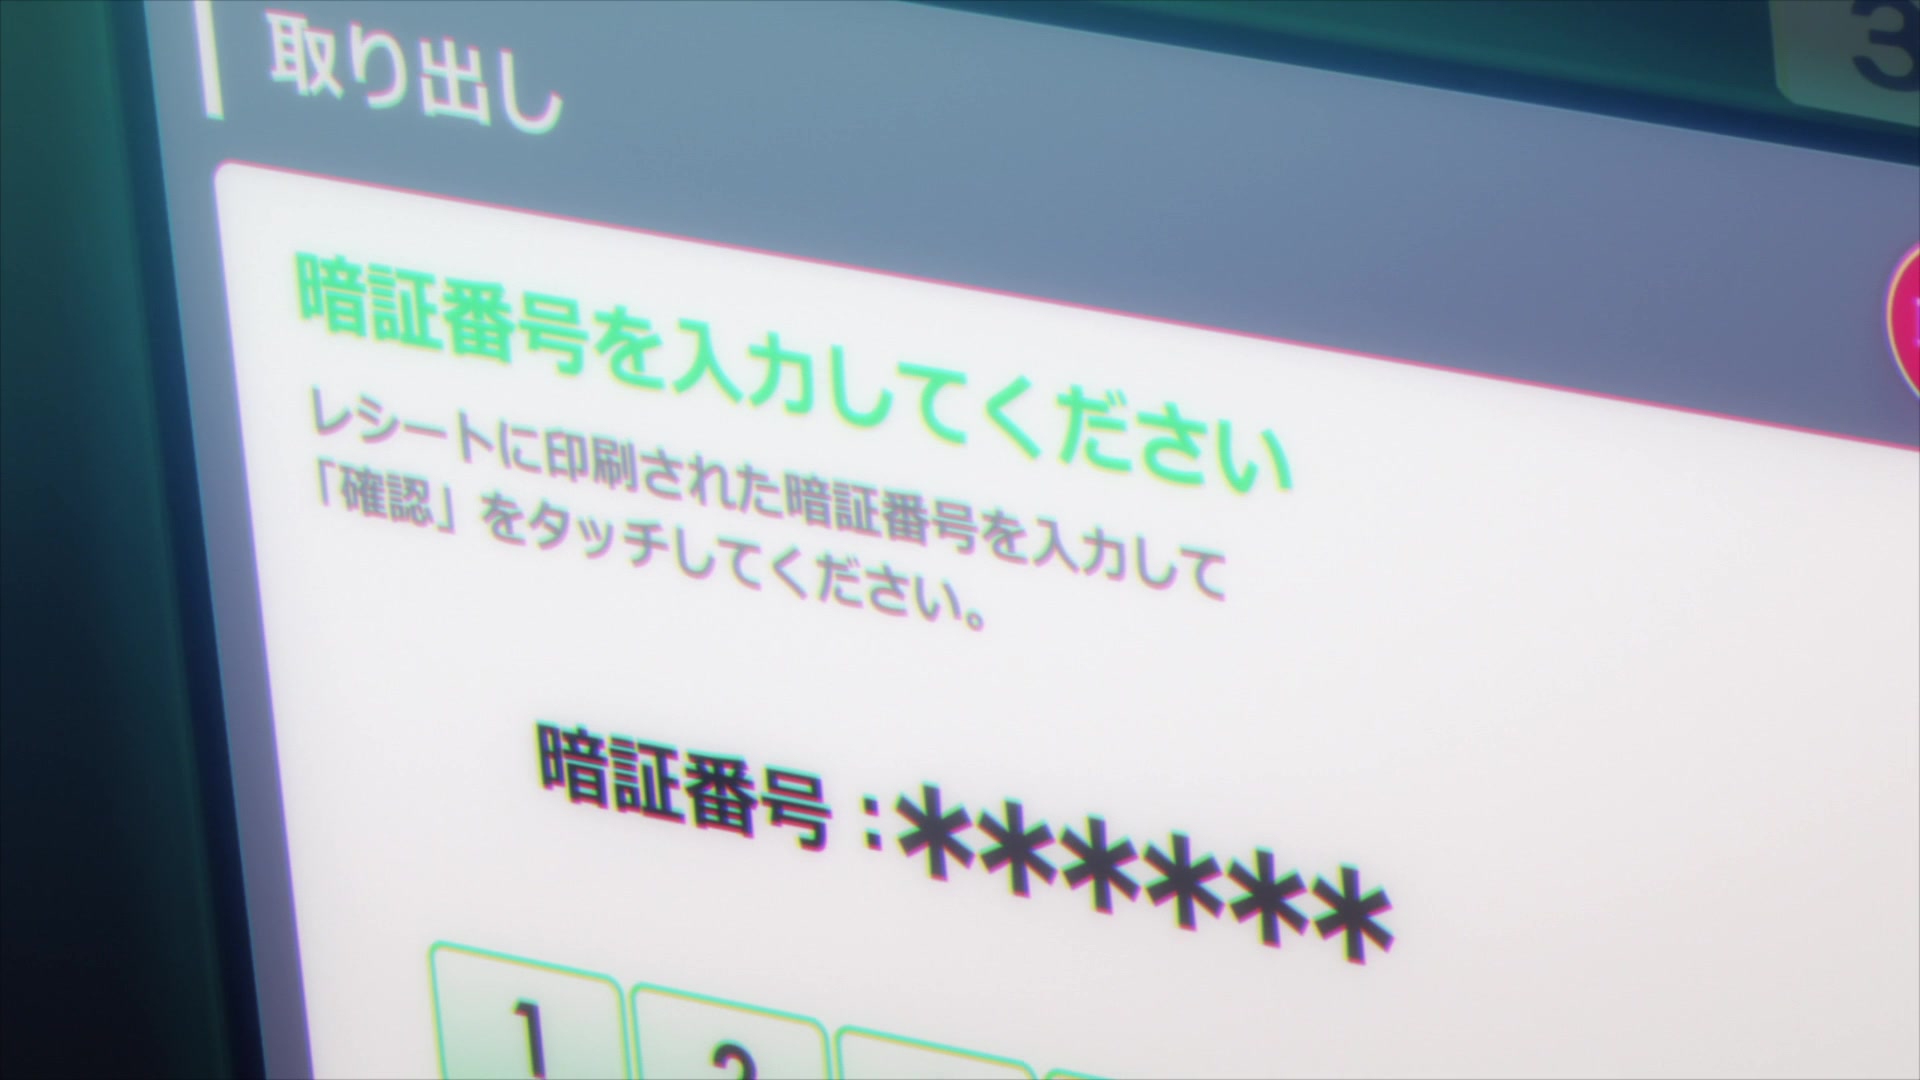 3
取り出し
暗証番号を入力してください
レシートに印刷された暗証番号を入力して
「確認」をタッチしてください。
暗証番号：******
1 2